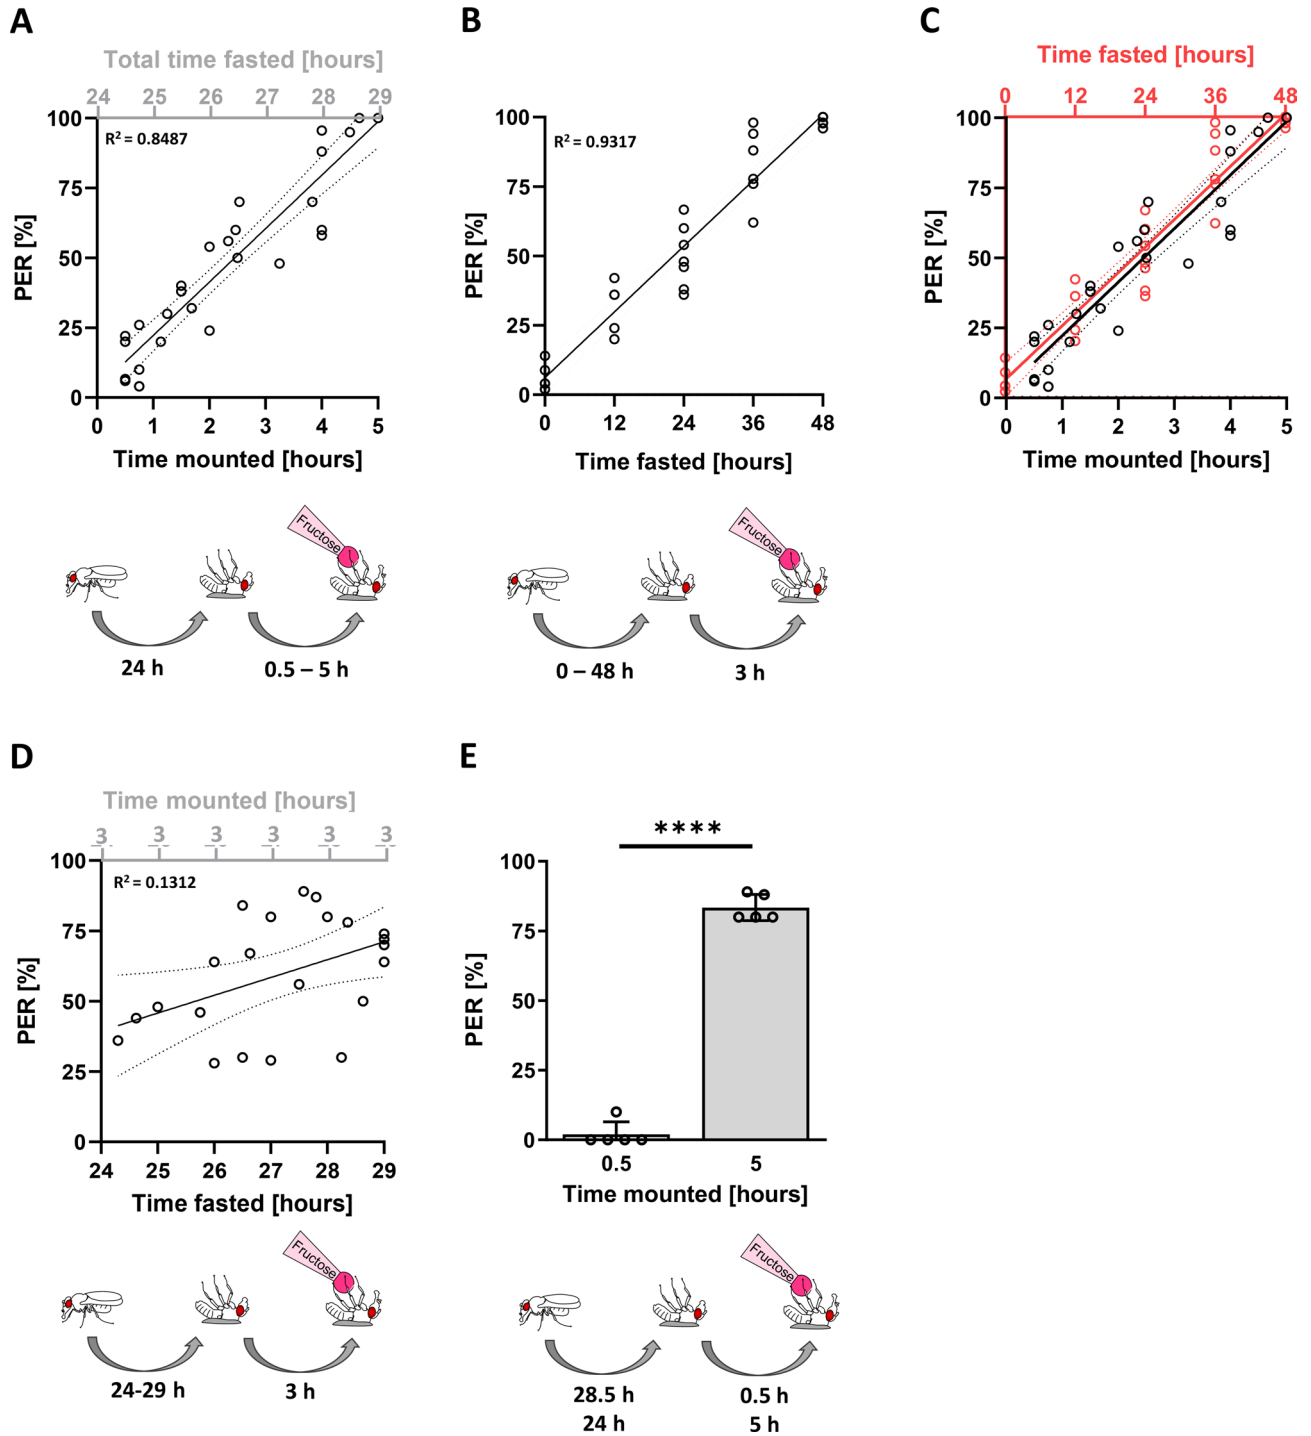 A
Total time fasted [hours]
24 25 26 27 28 29
100
R² = 0.8487
75
PER [%]
50
25
0
0 1 2 3 4 5
Time mounted [hours]
Fructose
24 h
0.5 – 5 h
B
100
R² = 0.9317
75
PER [%]
50
25
0
0 12 24 36 48
Time fasted [hours]
Fructose
0 – 48 h
3 h
C
Time fasted [hours]
0 12 24 36 48
100
75
PER [%]
50
25
0
0 1 2 3 4 5
Time mounted [hours]
D
Time mounted [hours]
3 3 3 3 3 3
100
R² = 0.1312
75
PER [%]
50
25
0
24 25 26 27 28 29
Time fasted [hours]
Fructose
24-29 h
3 h
E
****
100
75
PER [%]
50
25
0
0.5 5
Time mounted [hours]
Fructose
28.5 h
0.5 h
24 h
5 h